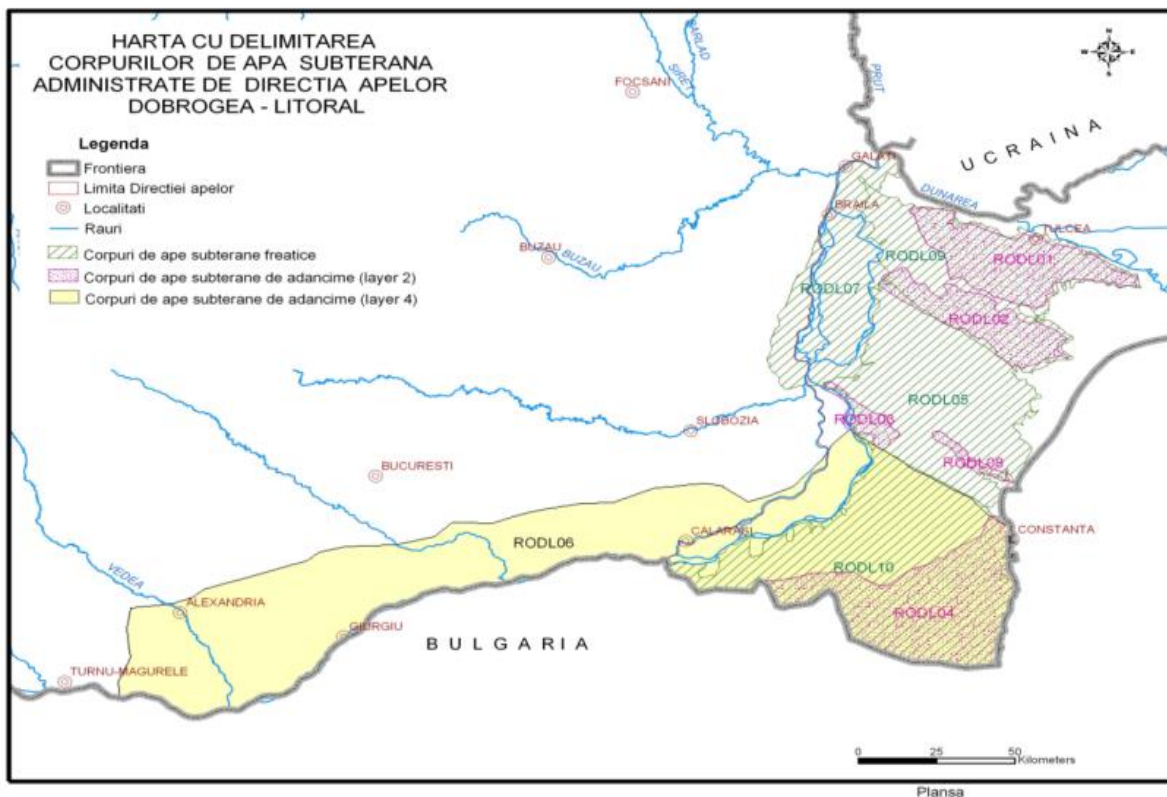 HARTA CU DELIMITAREA
CORPURILOR DE APA SUBTERANA
ADMINISTRATE DE DIRECTIA APELOR
DOBROGEA - LITORAL
Legenda
Frontiera
Limita Directiei apelor
Localitati
Rauri
Corpuri de ape subterane freatice
Corpuri de ape subterane de adancime (layer 2)
Corpuri de ape subterane de adancime (layer 4)
N
W E
S
BARLAD
SIRET
PRUT
FOCSANI
UCRAINA
GALATI
DUNAREA
BRAILA
TULCEA
BUZAU
BUZAU
RODL09
RODL01
RODL07
RODL02
RODL05
RODL03
SLOBOZIA
RODL08
BUCURESTI
CONSTANTA
CALARASI
RODL06
RODL10
VEDEA
ALEXANDRIA
RODL04
GIURGIU
BULGARIA
TURNU-MAGURELE
0 25 50
Kilometers
Plansa